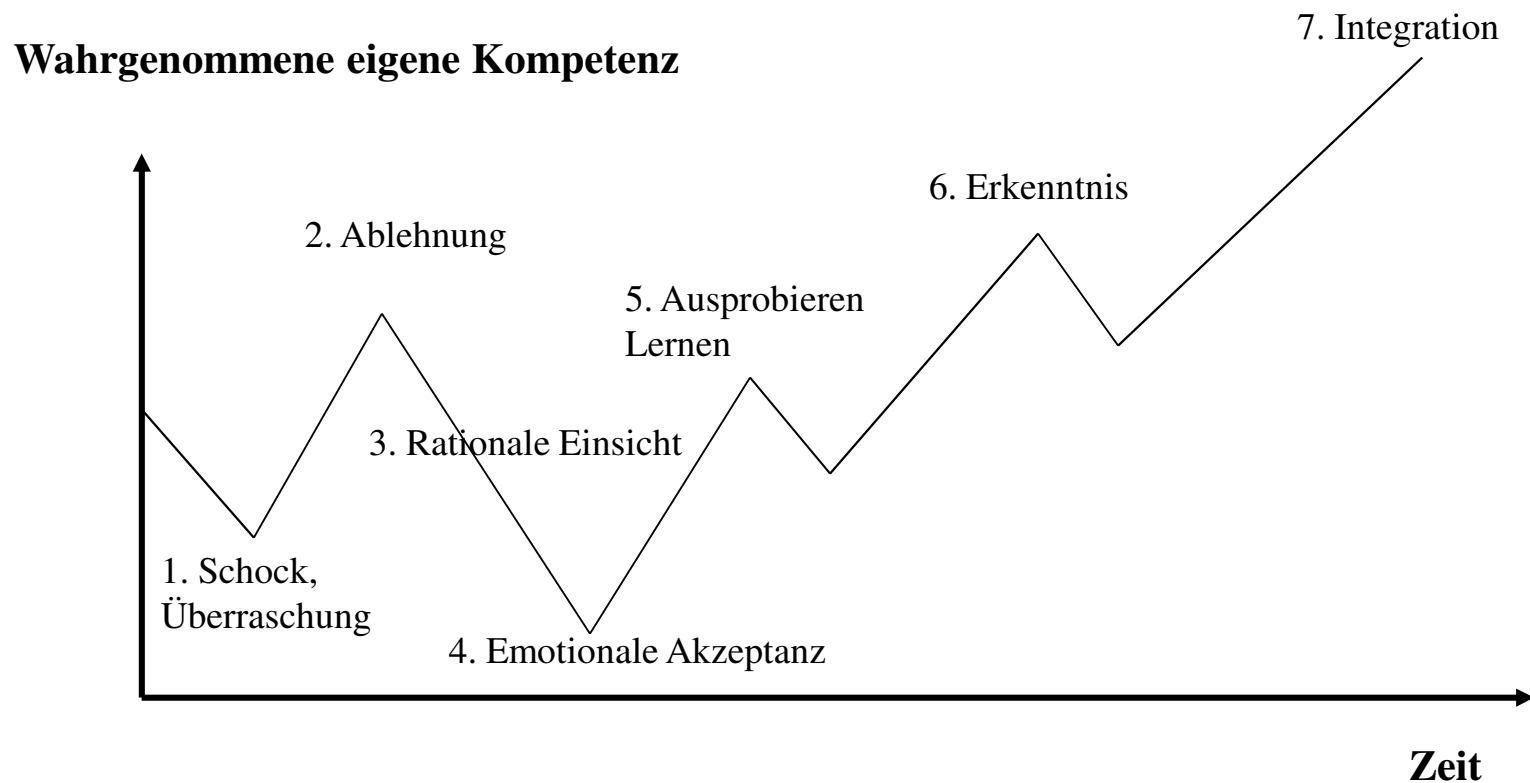 7. Integration
Wahrgenommene eigene Kompetenz
6. Erkenntnis
2. Ablehnung
5. Ausprobieren
Lernen
3. Rationale Einsicht
1. Schock,
Überraschung
4. Emotionale Akzeptanz
Zeit